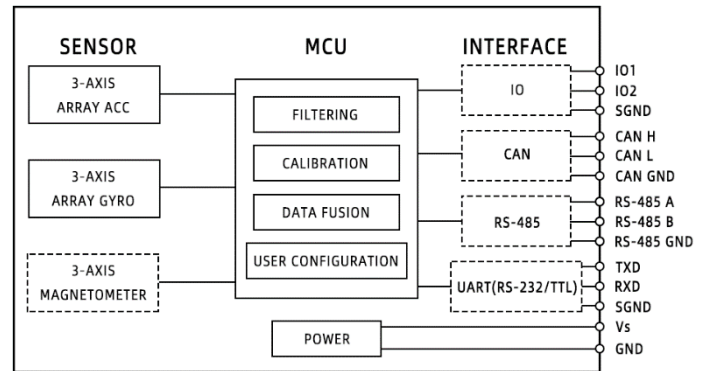 SENSOR
MCU
INTERFACE
3-AXIS
ARRAY ACC
3-AXIS
ARRAY GYRO
3-AXIS
MAGNETOMETER
FILTERING
CALIBRATION
DATA FUSION
USER CONFIGURATION
POWER
IO
CAN
RS-485
UART(RS-232/TTL)
IO1
IO2
SGND
CAN H
CAN L
CAN GND
RS-485 A
RS-485 B
RS-485 GND
TXD
RXD
SGND
Vs
GND